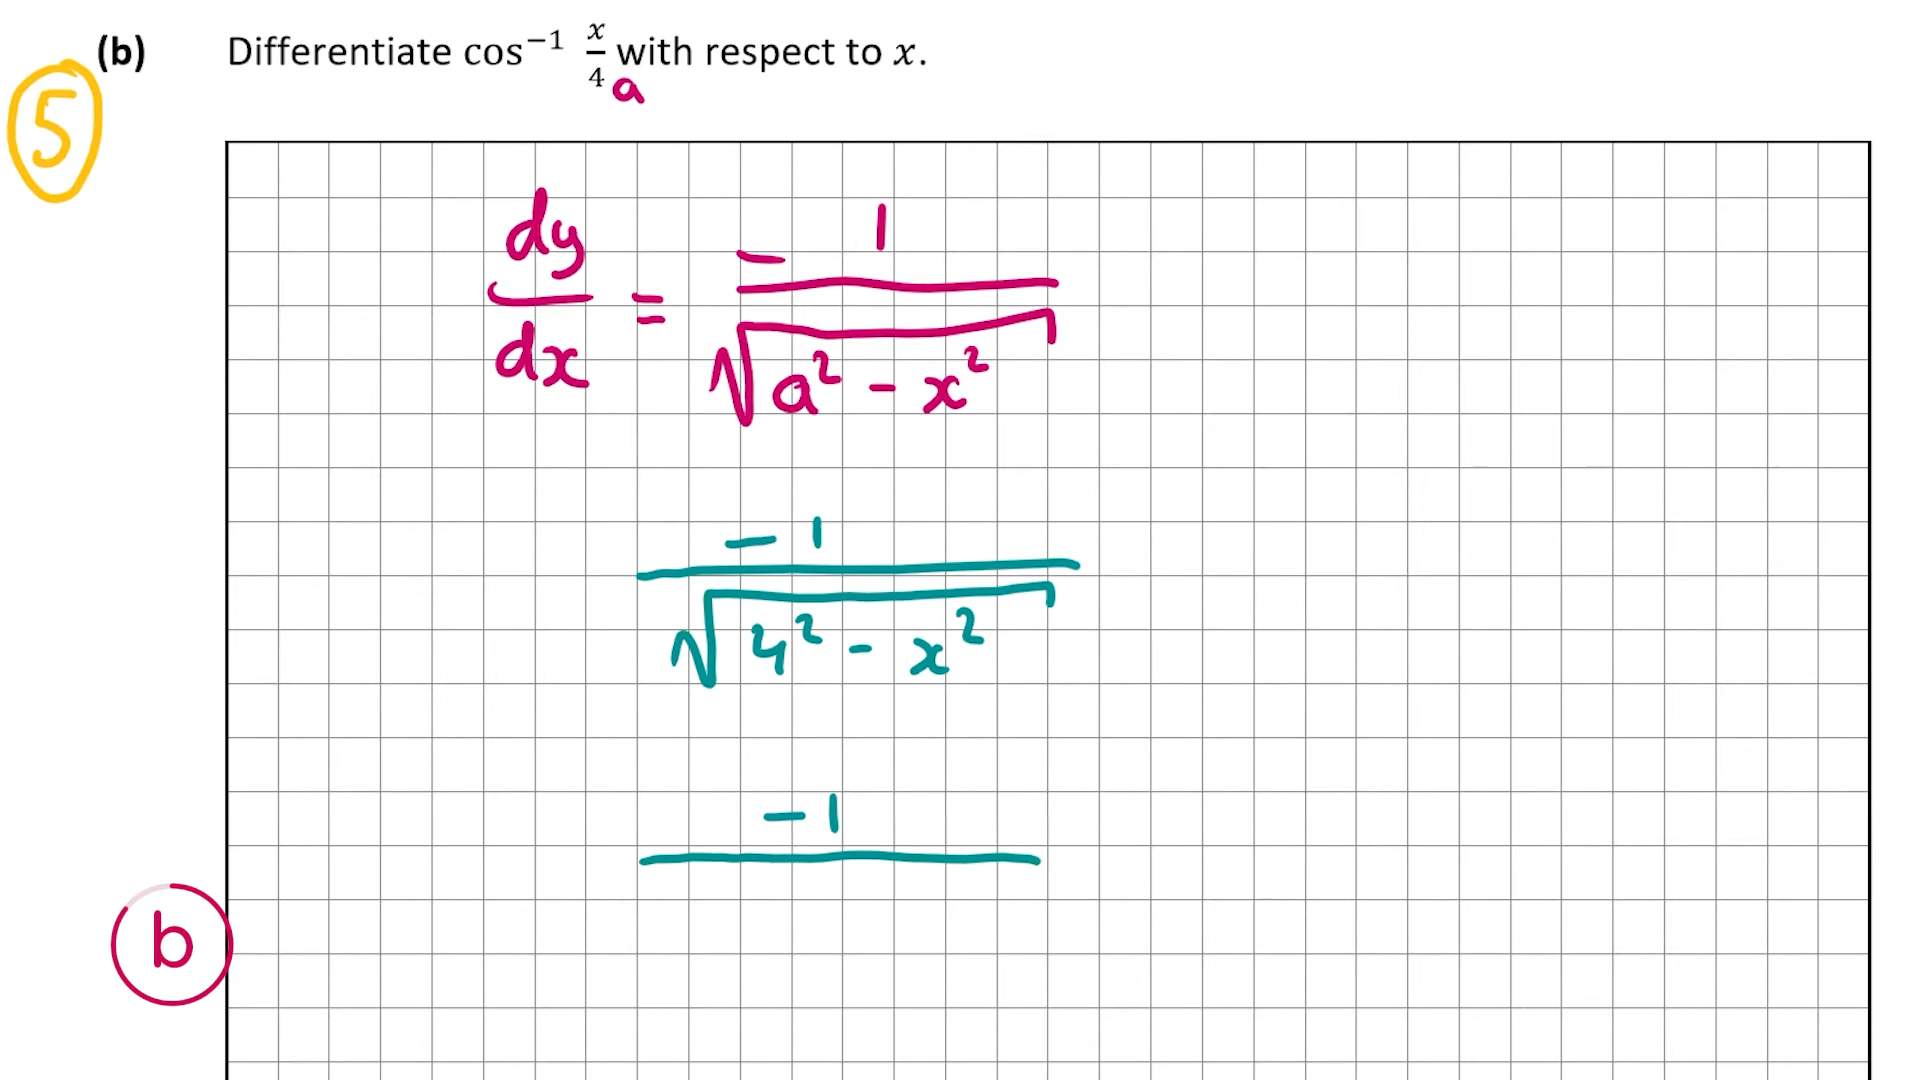 (b) Differentiate cos⁻¹ x/4 with respect to x.
a
5
dy/dx = -1/√(a² - x²)
-1/√(4² - x²)
-1
b